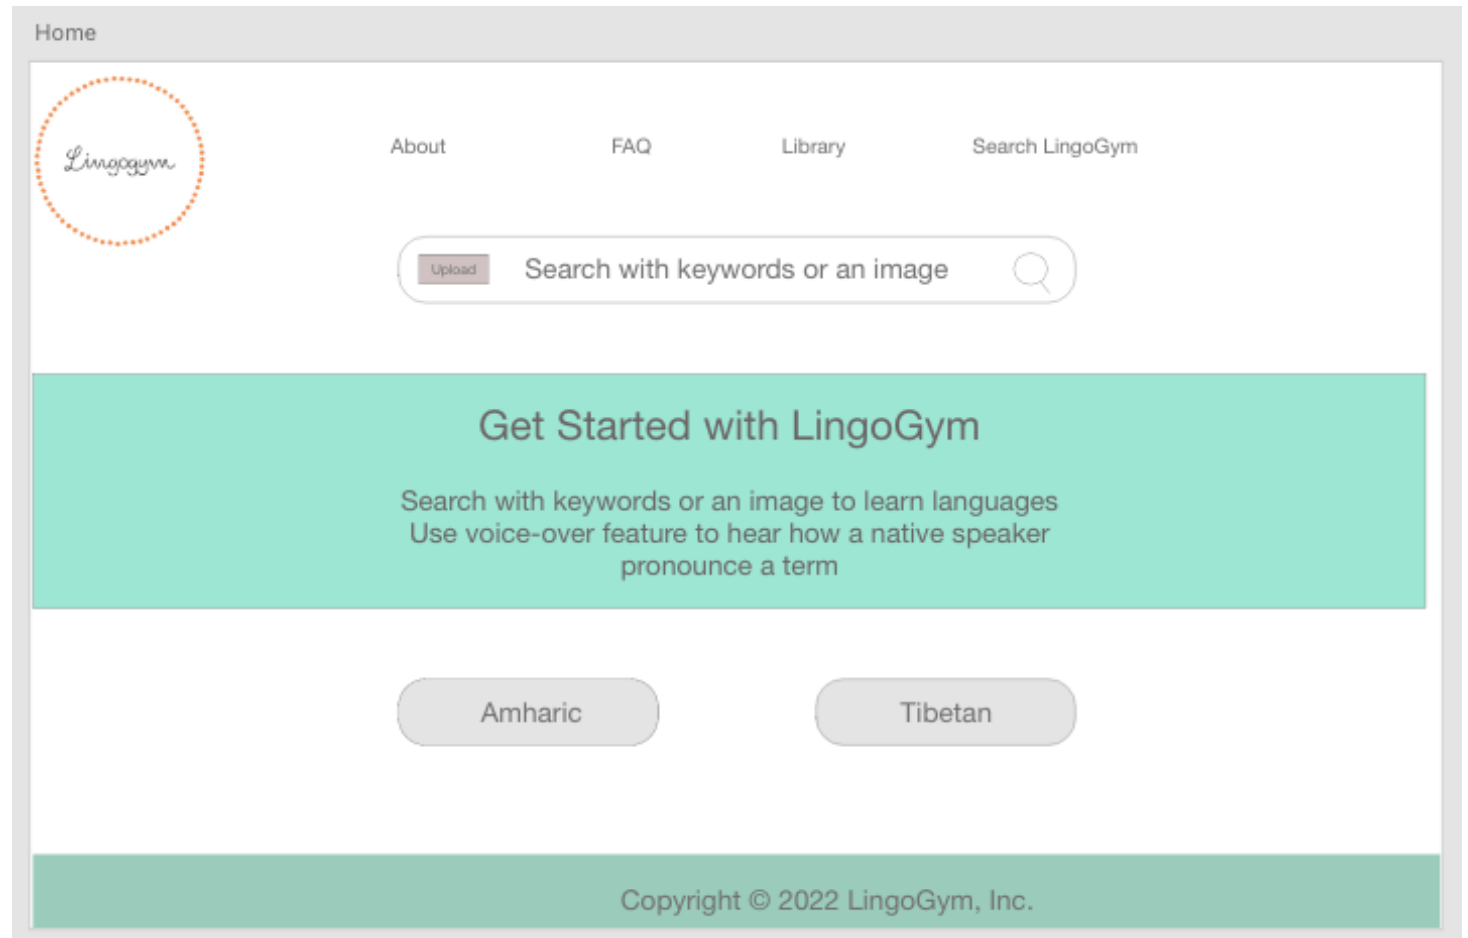 Home
Lingogym
About FAQ Library Search LingoGym
Upload Search with keywords or an image
Get Started with LingoGym
Search with keywords or an image to learn languages
Use voice-over feature to hear how a native speaker
pronounce a term
Amharic Tibetan
Copyright © 2022 LingoGym, Inc.